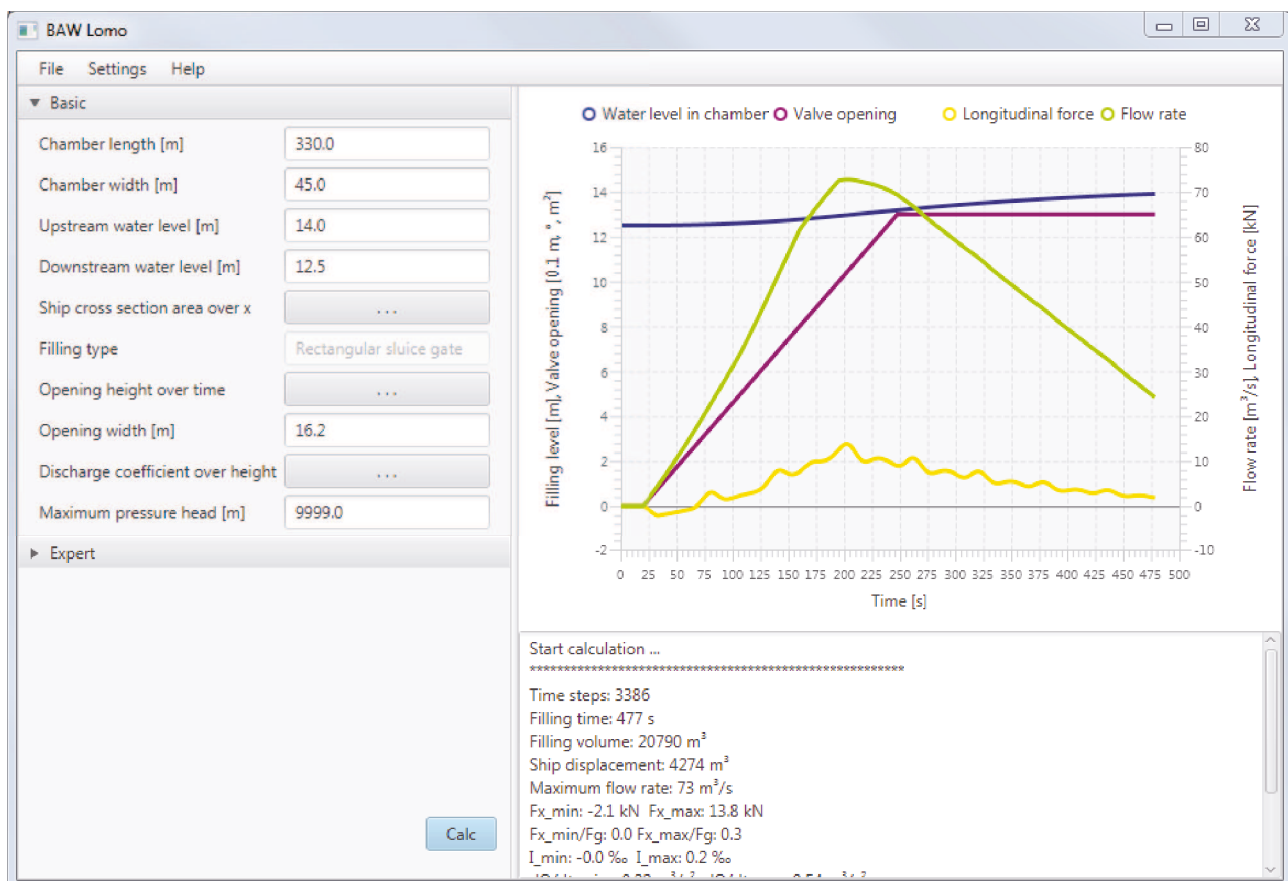 BAW Lomo
File Settings Help
Basic
Chamber length [m] 330.0
Chamber width [m] 45.0
Upstream water level [m] 14.0
Downstream water level [m] 12.5
Ship cross section area over x ...
Filling type Rectangular sluice gate
Opening height over time ...
Opening width [m] 16.2
Discharge coefficient over height ...
Maximum pressure head [m] 9999.0
Expert
Calc
Water level in chamber Valve opening Longitudinal force Flow rate
Filling level [m], Valve opening [0.1 m, °, m²]
16
14
12
10
8
6
4
2
0
-2
80
70
60
50
40
30
20
10
0
-10
Flow rate [m³/s], Longitudinal force [kN]
0 25 50 75 100 125 150 175 200 225 250 275 300 325 350 375 400 425 450 475 500
Time [s]
Start calculation ...
*******************************************************
Time steps: 3386
Filling time: 477 s
Filling volume: 20790 m³
Ship displacement: 4274 m³
Maximum flow rate: 73 m³/s
Fx_min: -2.1 kN Fx_max: 13.8 kN
Fx_min/Fg: 0.0 Fx_max/Fg: 0.3
I_min: -0.0 ‰ I_max: 0.2 ‰